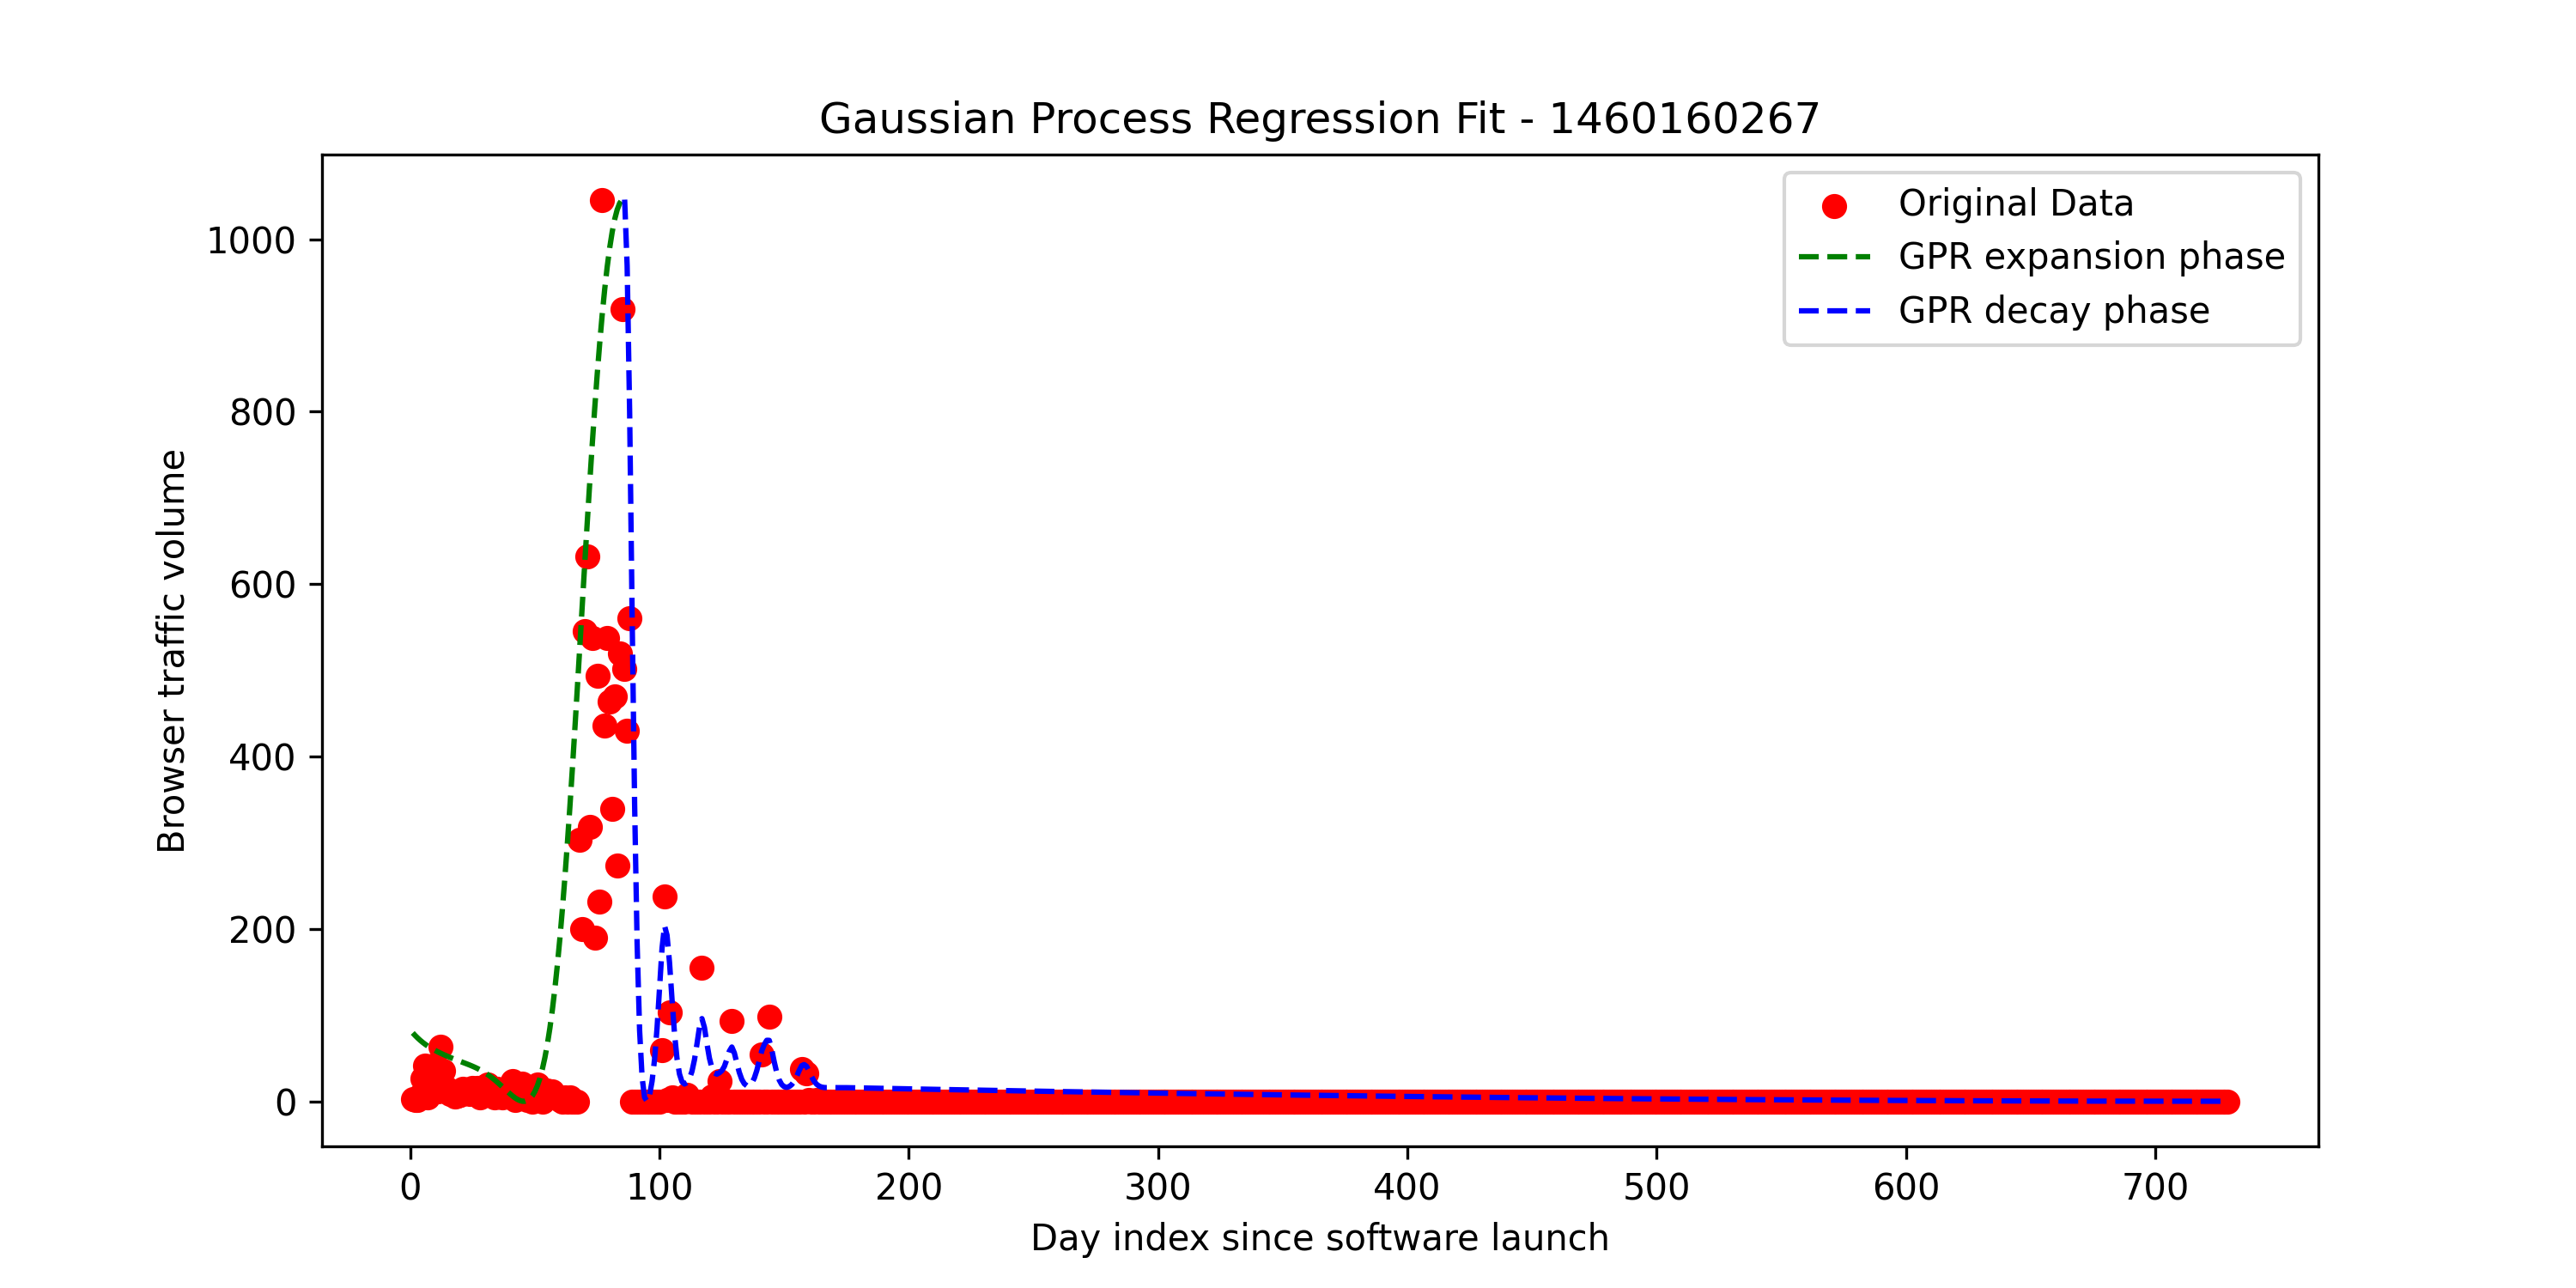 Gaussian Process Regression Fit - 1460160267
Original Data
GPR expansion phase
GPR decay phase
Browser traffic volume
1000
800
600
400
200
0
0 100 200 300 400 500 600 700
Day index since software launch